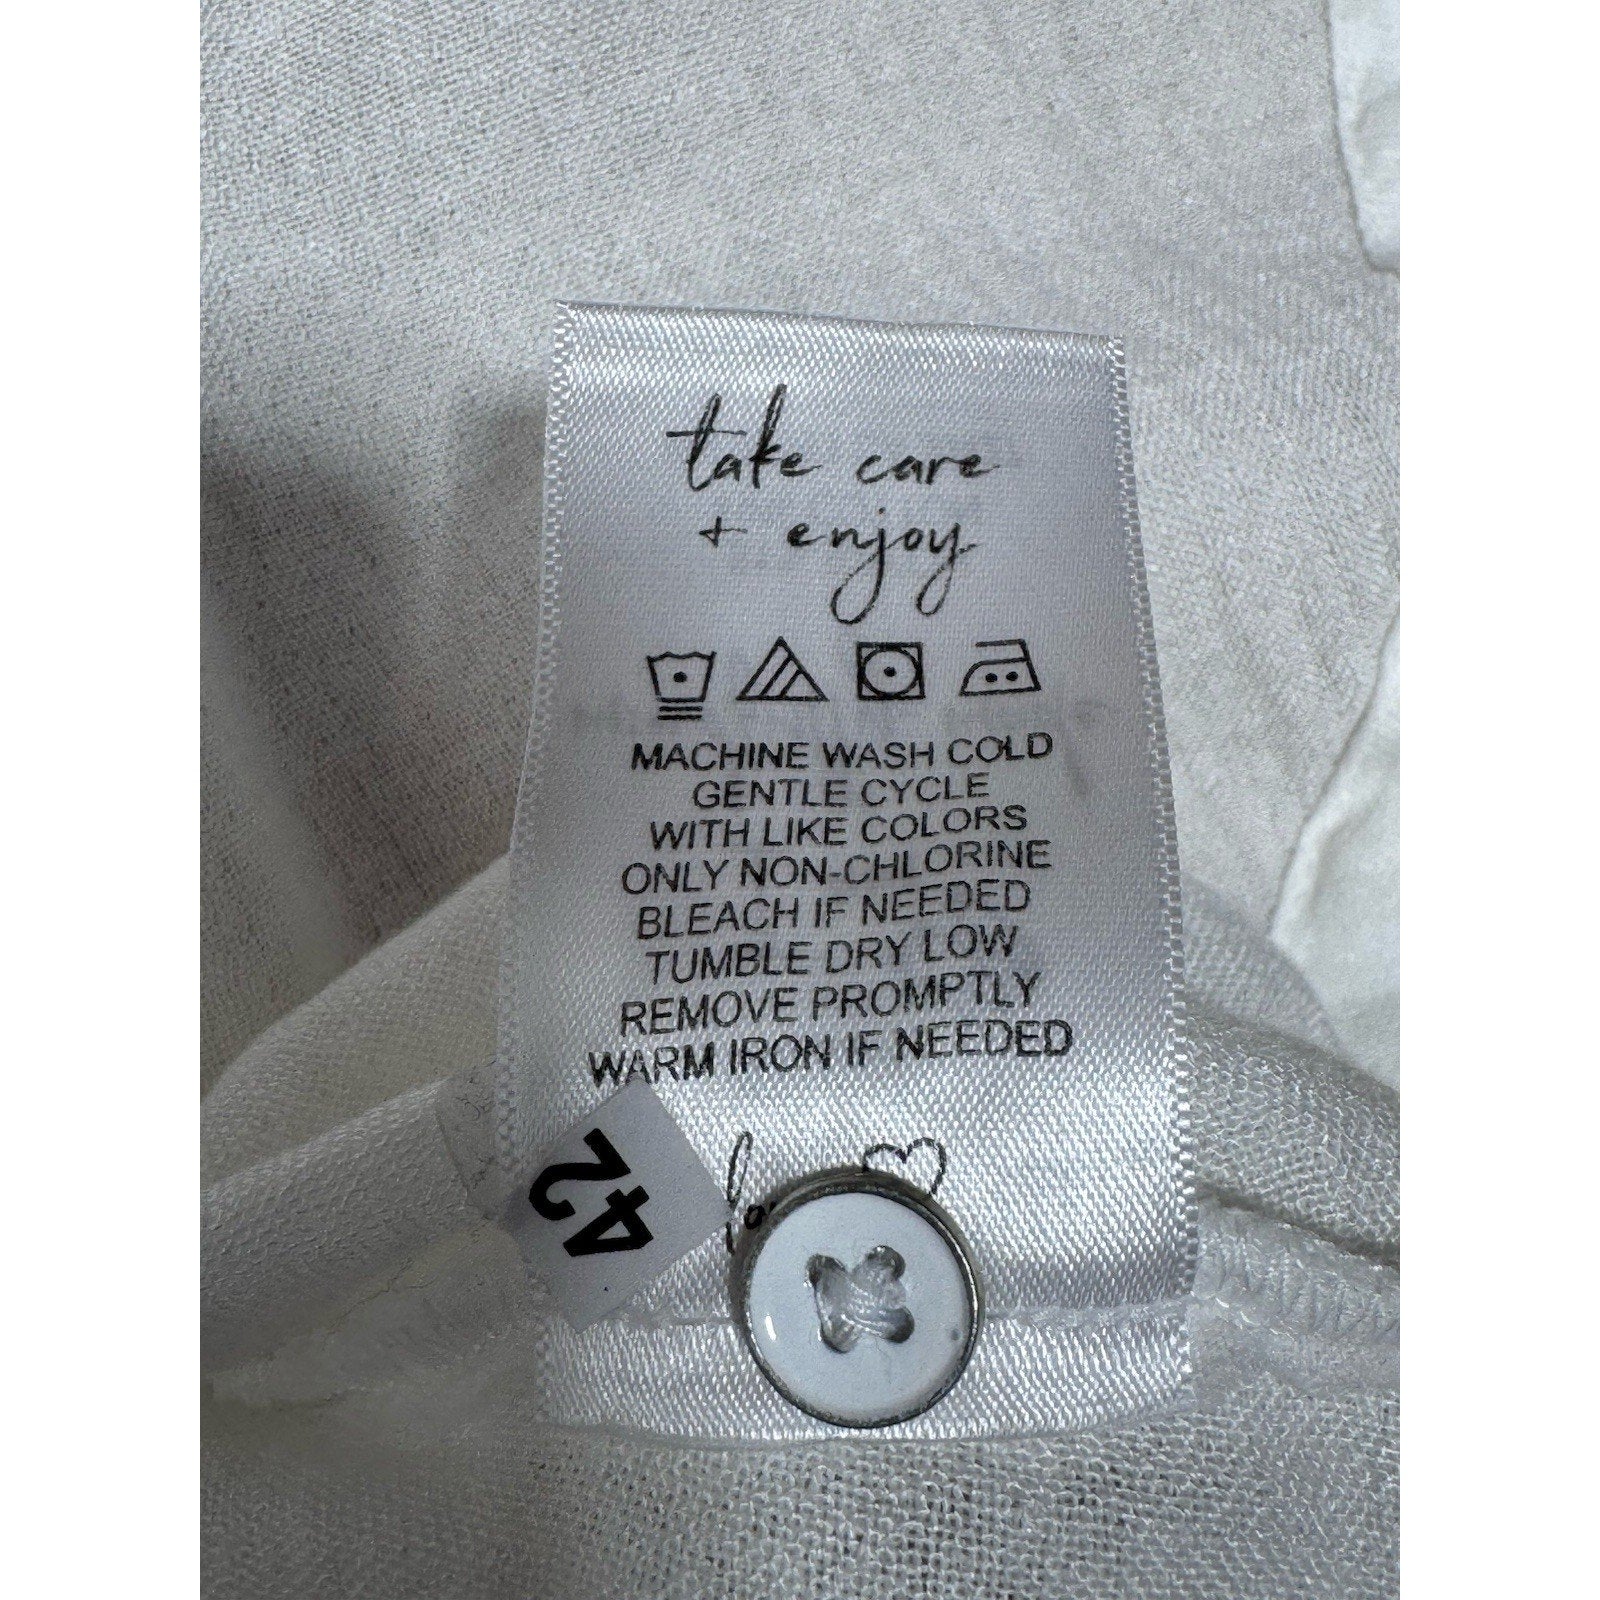 take care
+ enjoy
MACHINE WASH COLD
GENTLE CYCLE
WITH LIKE COLORS
ONLY NON-CHLORINE
BLEACH IF NEEDED
TUMBLE DRY LOW
REMOVE PROMPTLY
WARM IRON IF NEEDED
42